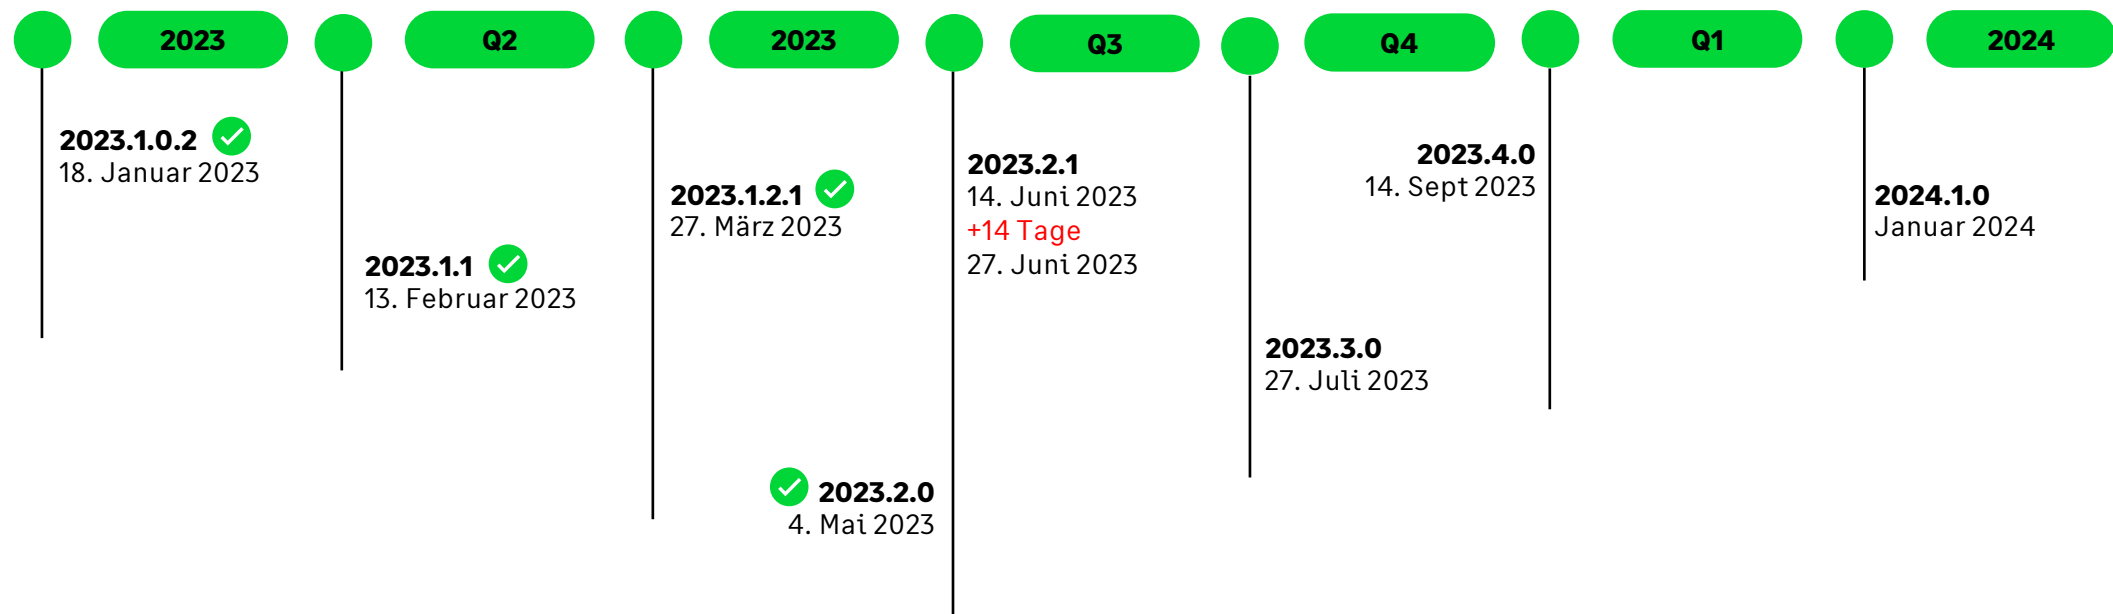 2023
Q2
2023
Q3
Q4
Q1
2024
2023.1.0.2
18. Januar 2023
2023.1.1
13. Februar 2023
2023.1.2.1
27. März 2023
2023.2.0
4. Mai 2023
2023.2.1
14. Juni 2023
+14 Tage
27. Juni 2023
2023.3.0
27. Juli 2023
2023.4.0
14. Sept 2023
2024.1.0
Januar 2024